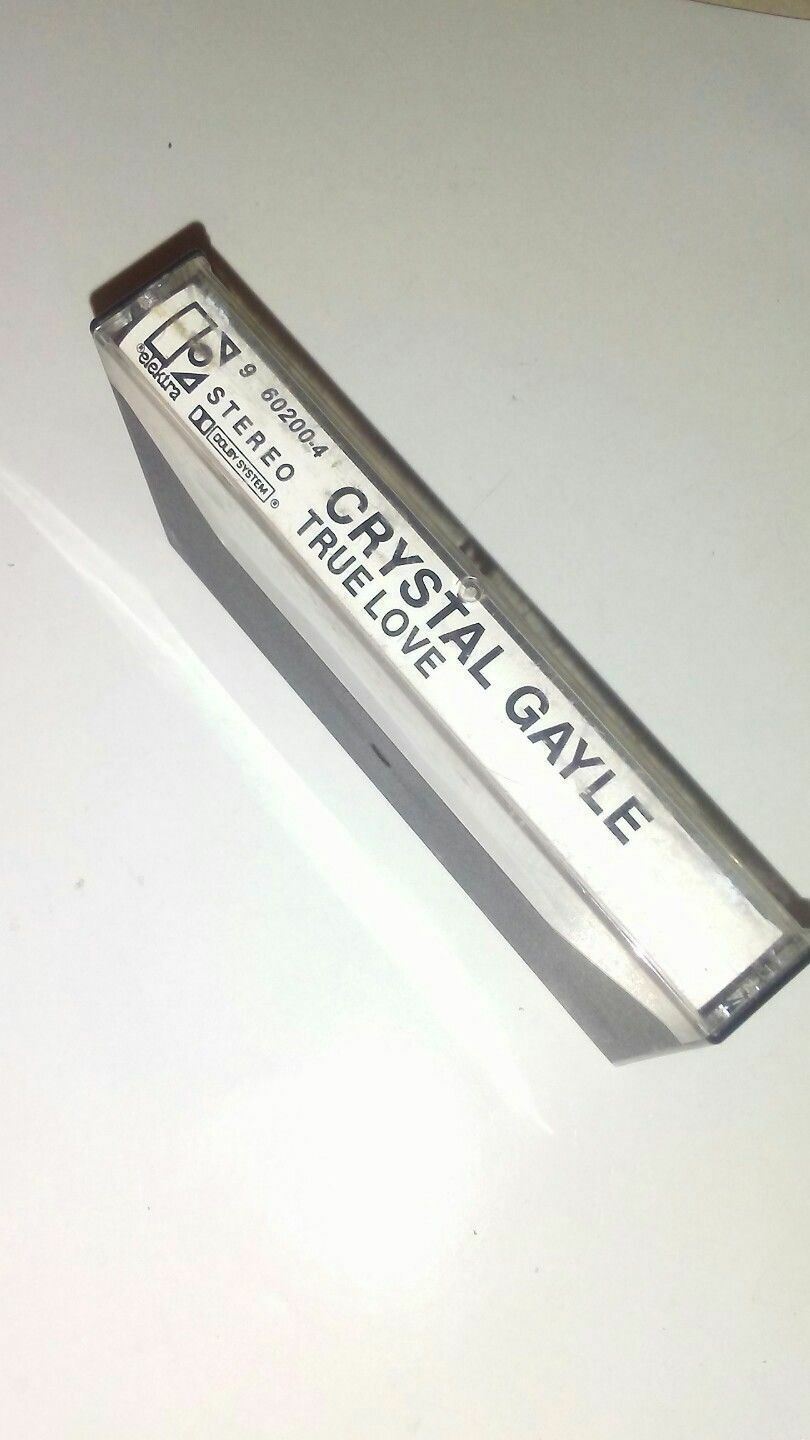 elektra
9 60200-4
STEREO
DOLBY SYSTEM ®
CRYSTAL GAYLE
TRUE LOVE